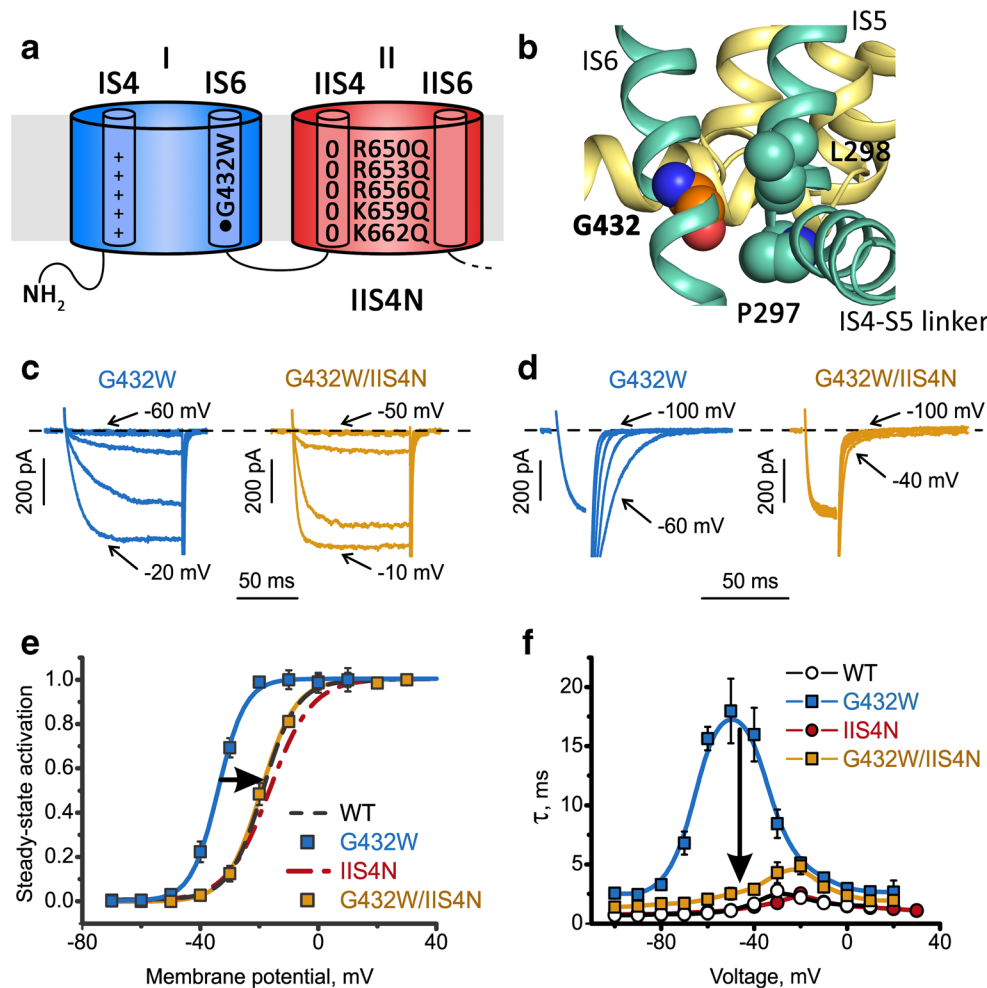 a
I
II
IS4
IS6
IIS4
IIS6
+
+
+
+
+
●G432W
0 R650Q
0 R653Q
0 R656Q
0 K659Q
0 K662Q
NH2
IIS4N
b
IS5
IS6
L298
G432
P297
IS4-S5 linker
c
G432W
G432W/IIS4N
-60 mV
-50 mV
200 pA
200 pA
-20 mV
-10 mV
50 ms
d
G432W
G432W/IIS4N
-100 mV
-100 mV
200 pA
200 pA
-40 mV
-60 mV
50 ms
e
Steady-state activation
1.0
0.8
0.6
0.4
0.2
0.0
WT
G432W
IIS4N
G432W/IIS4N
-80 -40 0 40
Membrane potential, mV
f
τ, ms
20
15
10
5
0
WT
G432W
IIS4N
G432W/IIS4N
-80 -40 0 40
Voltage, mV